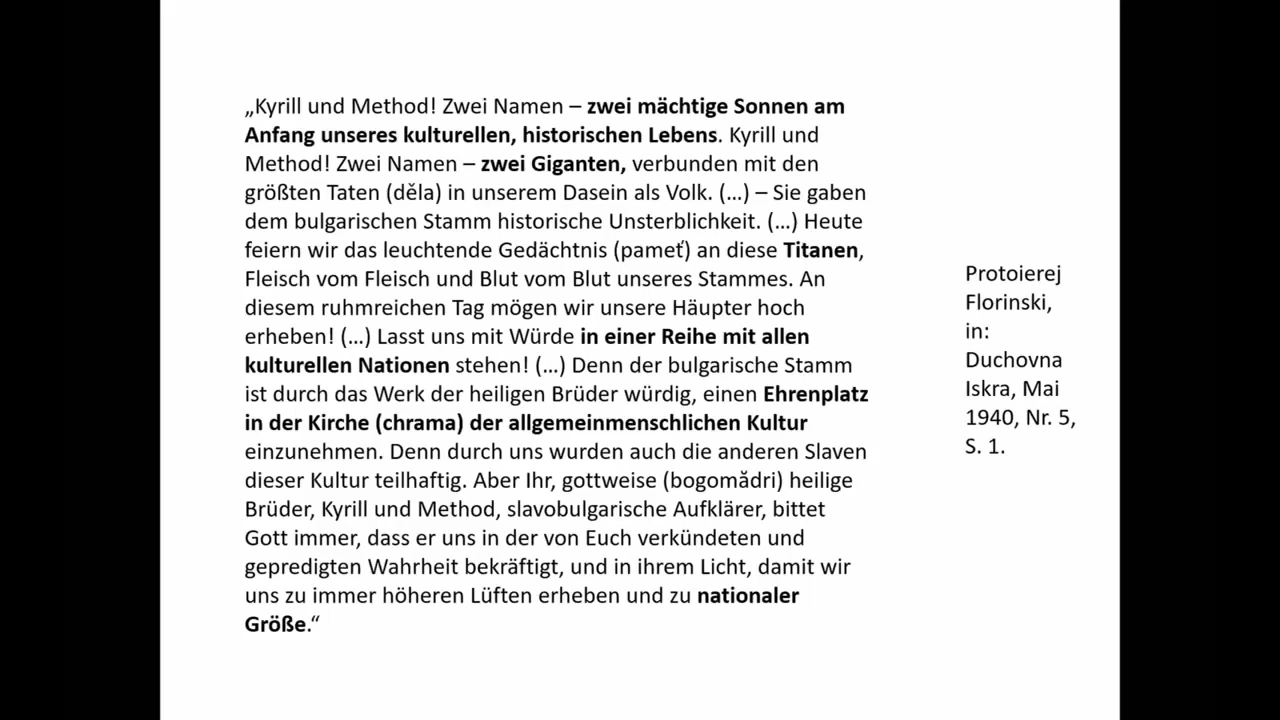 „Kyrill und Method! Zwei Namen – zwei mächtige Sonnen am
Anfang unseres kulturellen, historischen Lebens. Kyrill und
Method! Zwei Namen – zwei Giganten, verbunden mit den
größten Taten (děla) in unserem Dasein als Volk. (…) – Sie gaben
dem bulgarischen Stamm historische Unsterblichkeit. (…) Heute
feiern wir das leuchtende Gedächtnis (pameť) an diese Titanen,
Fleisch vom Fleisch und Blut vom Blut unseres Stammes. An
diesem ruhmreichen Tag mögen wir unsere Häupter hoch
erheben! (…) Lasst uns mit Würde in einer Reihe mit allen
kulturellen Nationen stehen! (…) Denn der bulgarische Stamm
ist durch das Werk der heiligen Brüder würdig, einen Ehrenplatz
in der Kirche (chrama) der allgemeinmenschlichen Kultur
einzunehmen. Denn durch uns wurden auch die anderen Slaven
dieser Kultur teilhaftig. Aber Ihr, gottweise (bogomădri) heilige
Brüder, Kyrill und Method, slavobulgarische Aufklärer, bittet
Gott immer, dass er uns in der von Euch verkündeten und
gepredigten Wahrheit bekräftigt, und in ihrem Licht, damit wir
uns zu immer höheren Lüften erheben und zu nationaler
Größe.“
Protoierej
Florinski,
in:
Duchovna
Iskra, Mai
1940, Nr. 5,
S. 1.